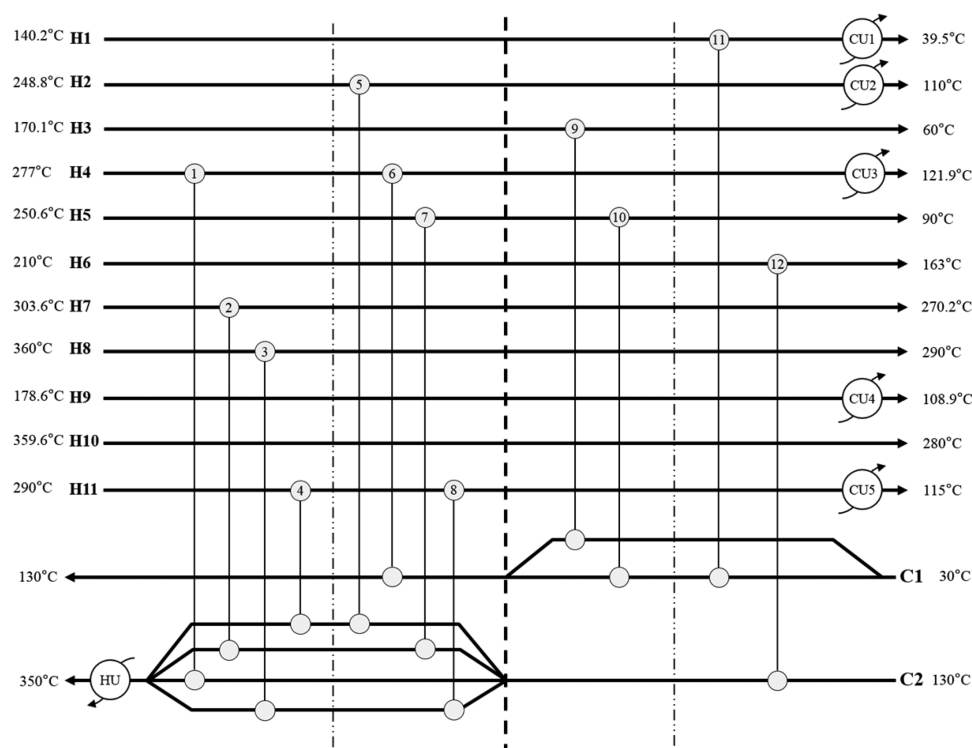 140.2°C H1 11 CU1 39.5°C
248.8°C H2 5 CU2 110°C
170.1°C H3 9 60°C
277°C H4 1 6 CU3 121.9°C
250.6°C H5 7 10 90°C
210°C H6 12 163°C
303.6°C H7 2 270.2°C
360°C H8 3 290°C
178.6°C H9 CU4 108.9°C
359.6°C H10 280°C
290°C H11 4 8 CU5 115°C
130°C C1 30°C
350°C HU C2 130°C